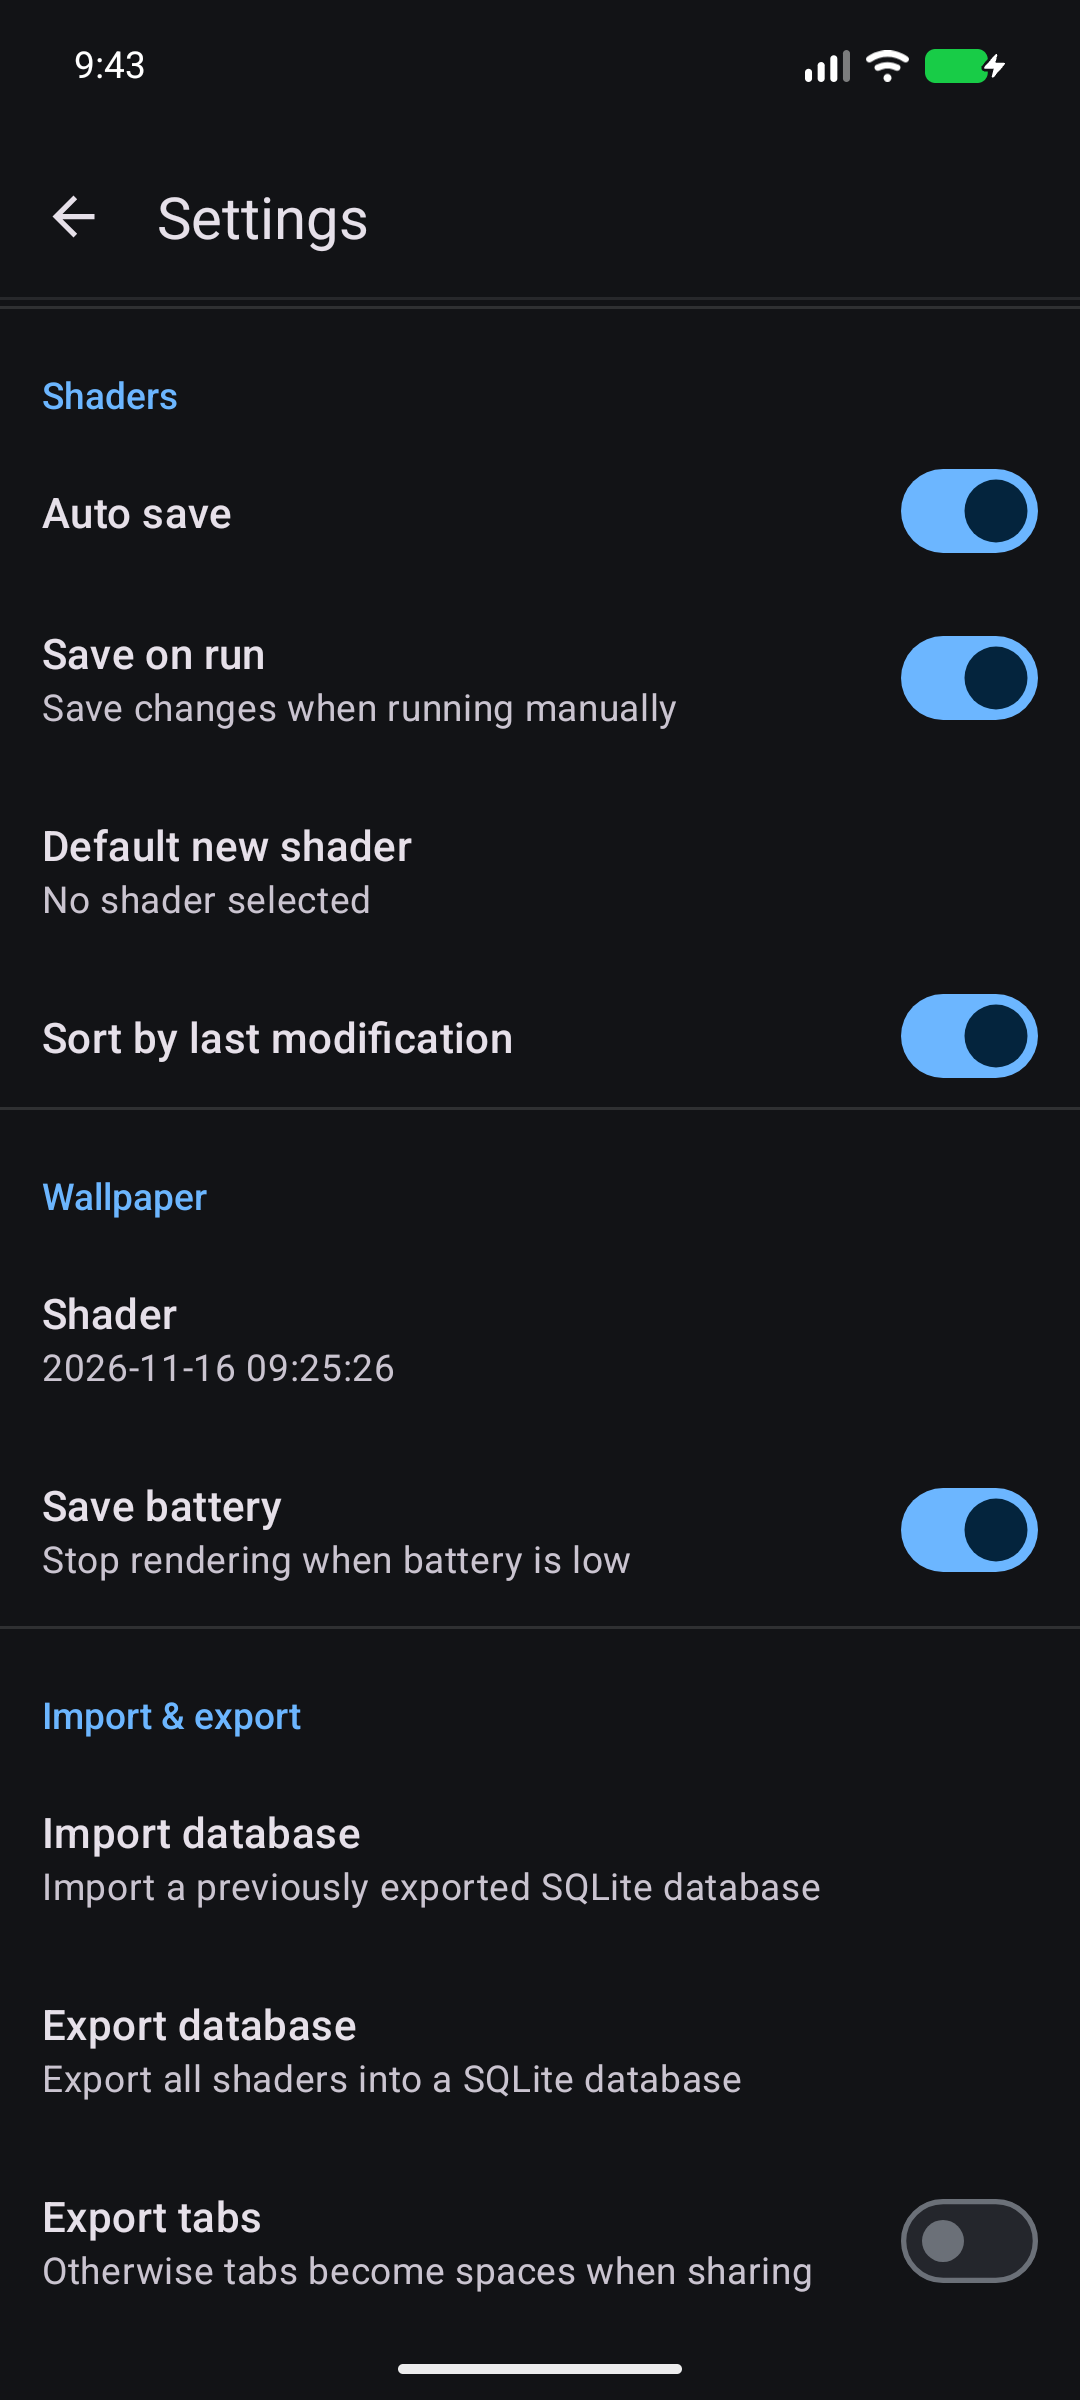 9:43
Settings
Shaders
Auto save
Save on run
Save changes when running manually
Default new shader
No shader selected
Sort by last modification
Wallpaper
Shader
2026-11-16 09:25:26
Save battery
Stop rendering when battery is low
Import & export
Import database
Import a previously exported SQLite database
Export database
Export all shaders into a SQLite database
Export tabs
Otherwise tabs become spaces when sharing